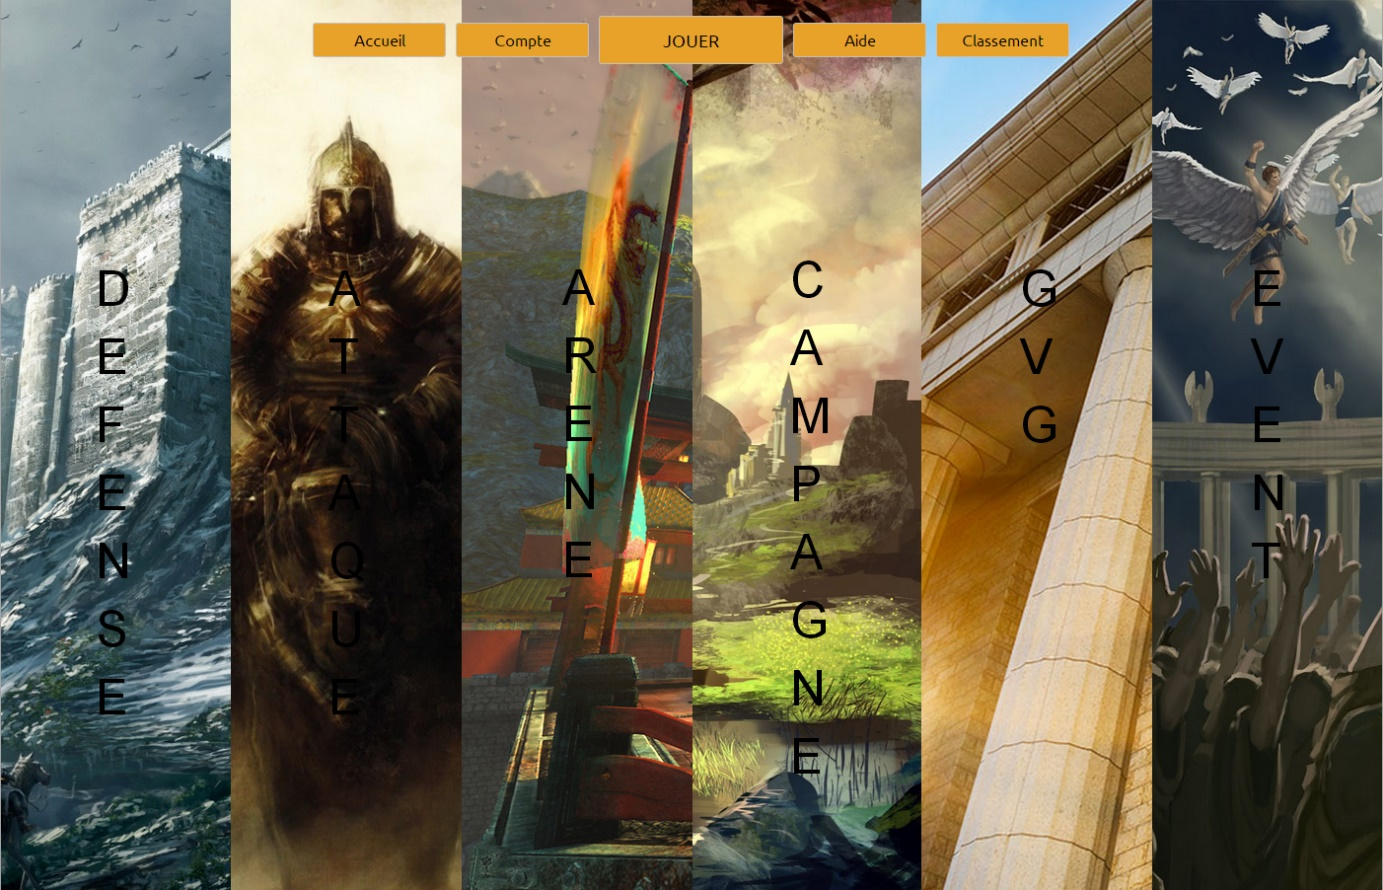 Accueil
Compte
JOUER
Aide
Classement
DEFENSE
ATTAQUE
ARENE
CAMPAGNE
GVG
EVENT